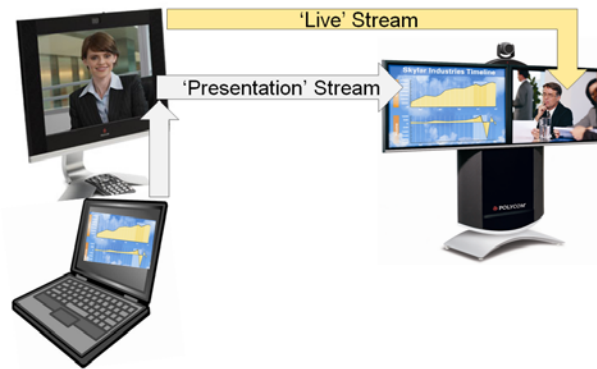 'Live' Stream
'Presentation' Stream
Skyler Industries Timeline
POLYCOM